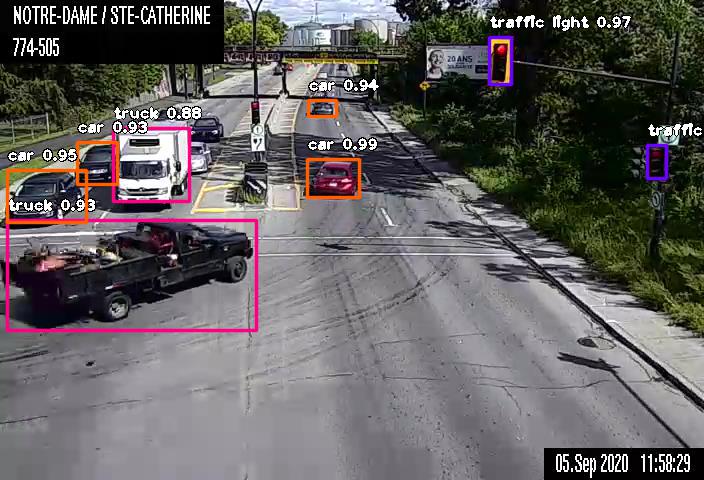 NOTRE-DAME / STE-CATHERINE
774-505
traffic light 0.97
car 0.94
truck 0.88
car 0.93
traffic
car 0.99
car 0.95
truck 0.93
20 ANS
05.Sep 2020 11:58:29